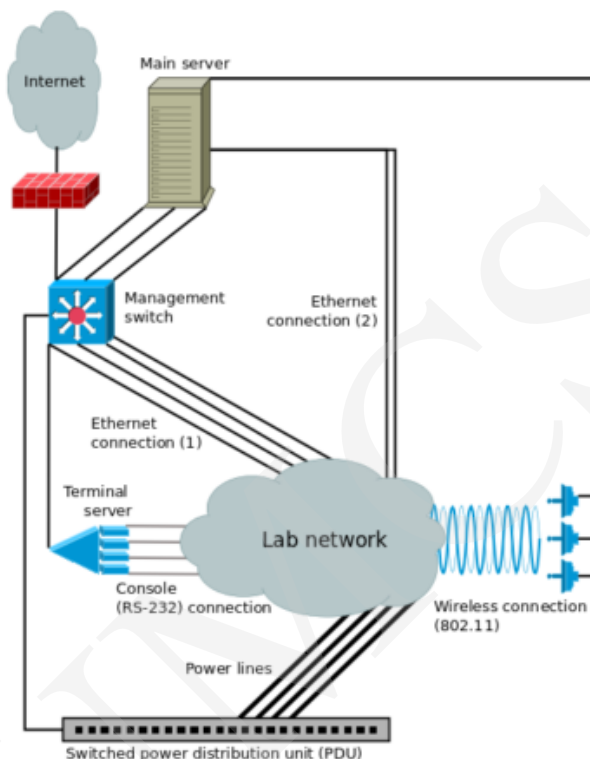 Main server
Internet
Management
switch
Ethernet
connection (2)
Ethernet
connection (1)
Terminal
server
Lab network
Console
(RS-232) connection
Wireless connection
(802.11)
Power lines
Switched power distribution unit (PDU)